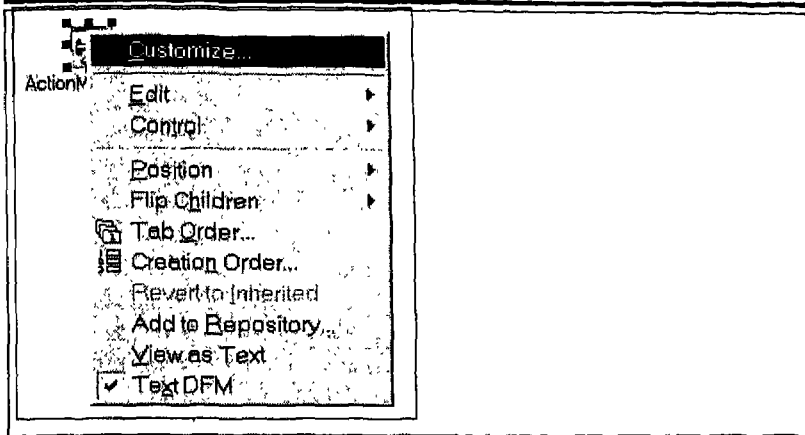 Customize...
ActionM
Edit
Control
Position
Flip Children
Tab Order...
Creation Order...
Revert to Inherited
Add to Repository...
View as Text
Text DFM